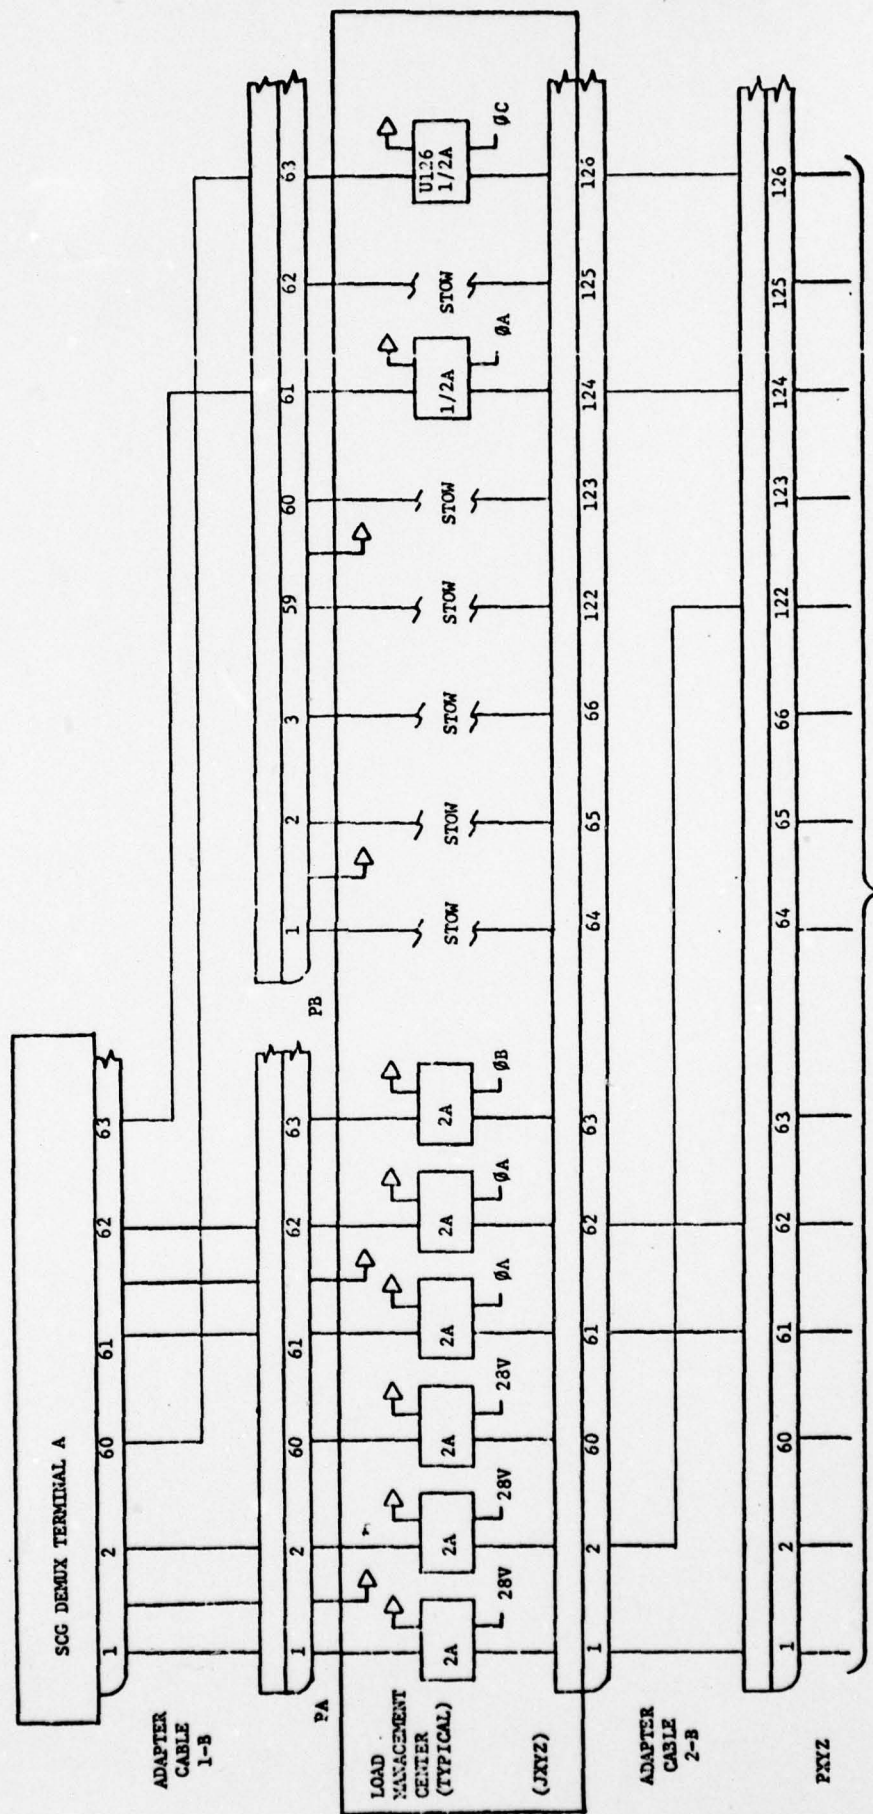 SCG DEMUX TERMINAL A
1 2 60 61 62 63
ADAPTER
CABLE
1-B
1 2 60 61 62 63
PA
1 2 3 59 60 61 62 63
PB
LOAD
MANAGEMENT
CENTER
(TYPICAL)
2A 28V
2A 28V
2A 28V
2A ØA
2A ØA
2A ØB
STOW
STOW
STOW
STOW
STOW
1/2A ØA
STOW
U126
1/2A ØC
(JXYZ)
1 2 60 61 62 63 64 65 66 122 123 124 125 126
ADAPTER
CABLE
2-B
1 2 60 61 62 63 64 65 66 122 123 124 125 126
PXYZ